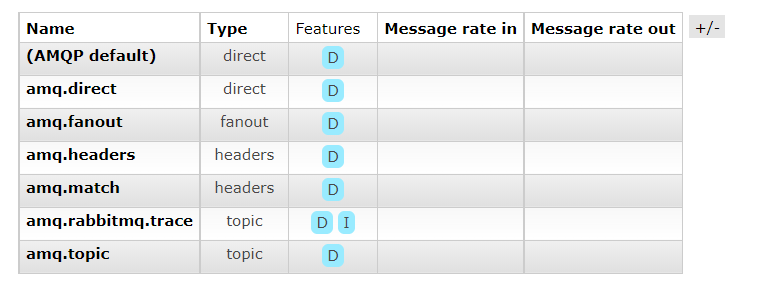 Name Type Features Message rate in Message rate out +/-
(AMQP default) direct D
amq.direct direct D
amq.fanout fanout D
amq.headers headers D
amq.match headers D
amq.rabbitmq.trace topic D I
amq.topic topic D